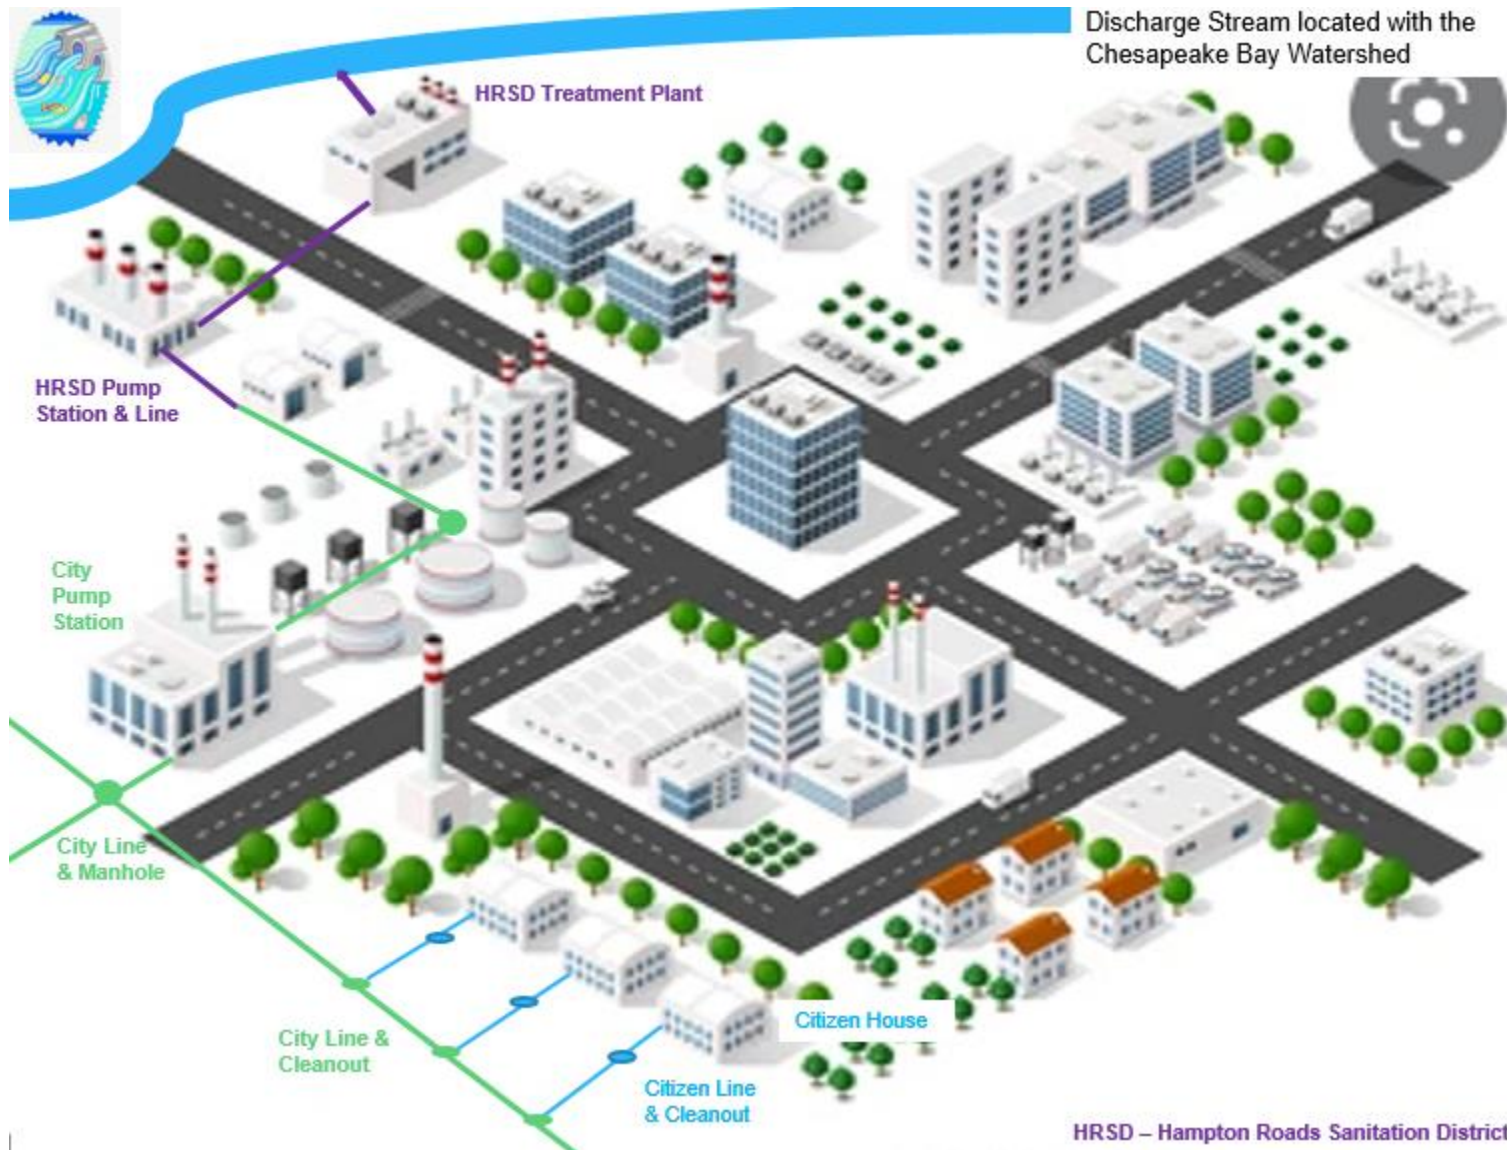 Discharge Stream located with the
Chesapeake Bay Watershed
HRSD Treatment Plant
HRSD Pump
Station & Line
City
Pump
Station
City Line
& Manhole
City Line &
Cleanout
Citizen House
Citizen Line
& Cleanout
HRSD – Hampton Roads Sanitation District